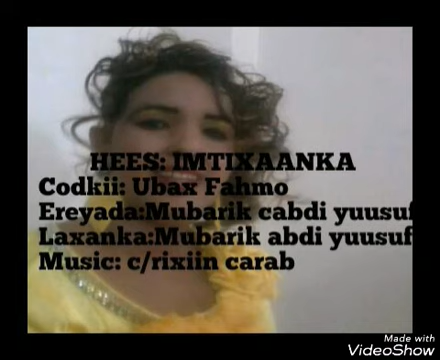 HEES: IMTIXAANKA
Codkii: Ubax Fahmo
Ereyada:Mubarik cabdi yuusuf
Laxanka:Mubarik abdi yuusuf
Music: c/rixiin carab
Made with
VideoShow